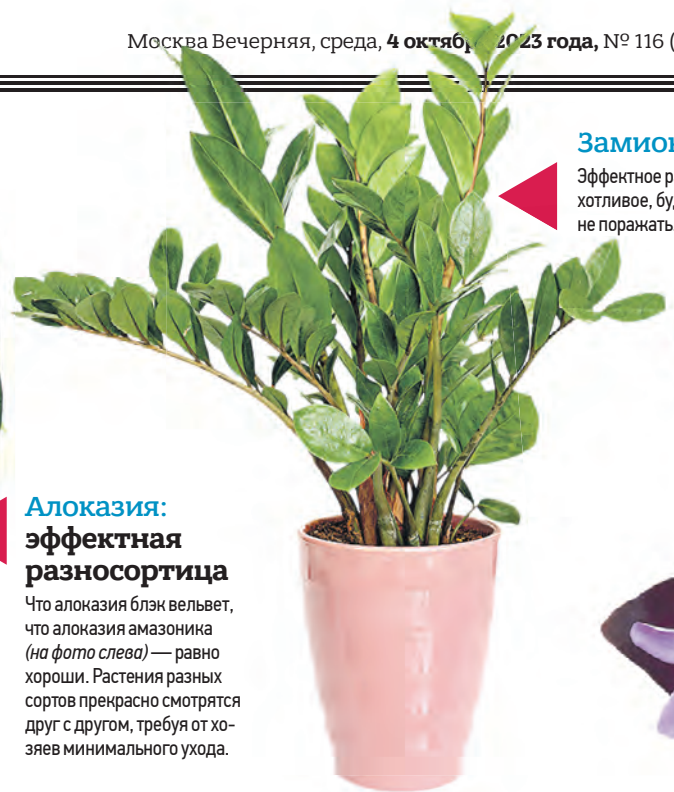 Москва Вечерняя, среда, 4 октября 2023 года, № 116 (
Замиок
Эффектное р
хотливое, бу
не поражать
Алоказия:
эффектная
разносортица
Что алоказия блэк вельвет,
что алоказия амазоника
(на фото слева) — равно
хороши. Растения разных
сортов прекрасно смотрятся
друг с другом, требуя от хо-
зяев минимального ухода.